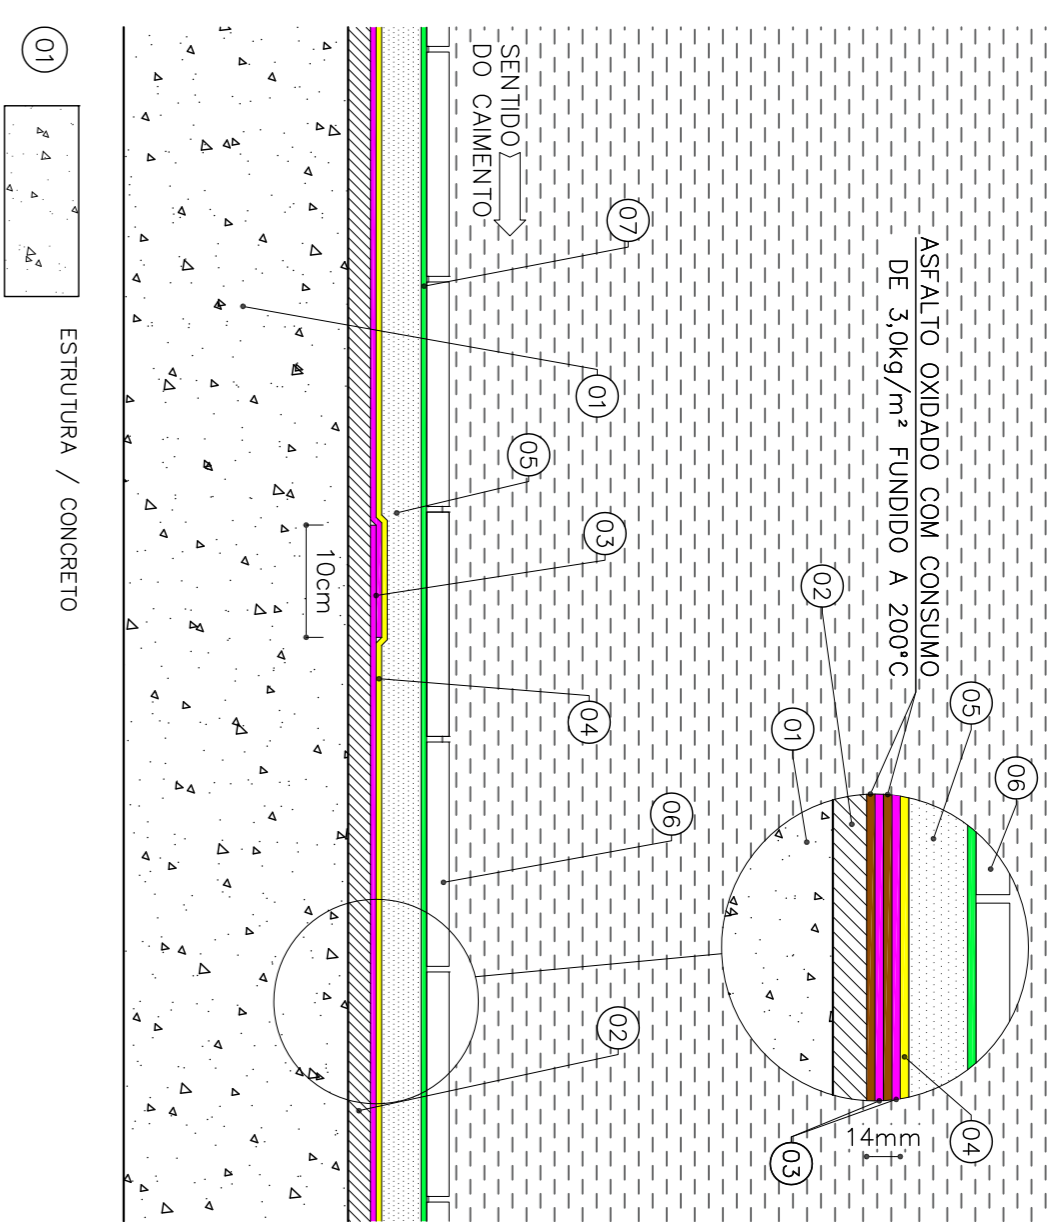 ASFALTO OXIDADO COM CONSUMO
DE 3,0kg/m² FUNDIDO A 200°C
06
05
02
01
04
03
14mm
SENTIDO
DO CAIMENTO
07
01
05
03
04
06
02
10cm
01
ESTRUTURA / CONCRETO